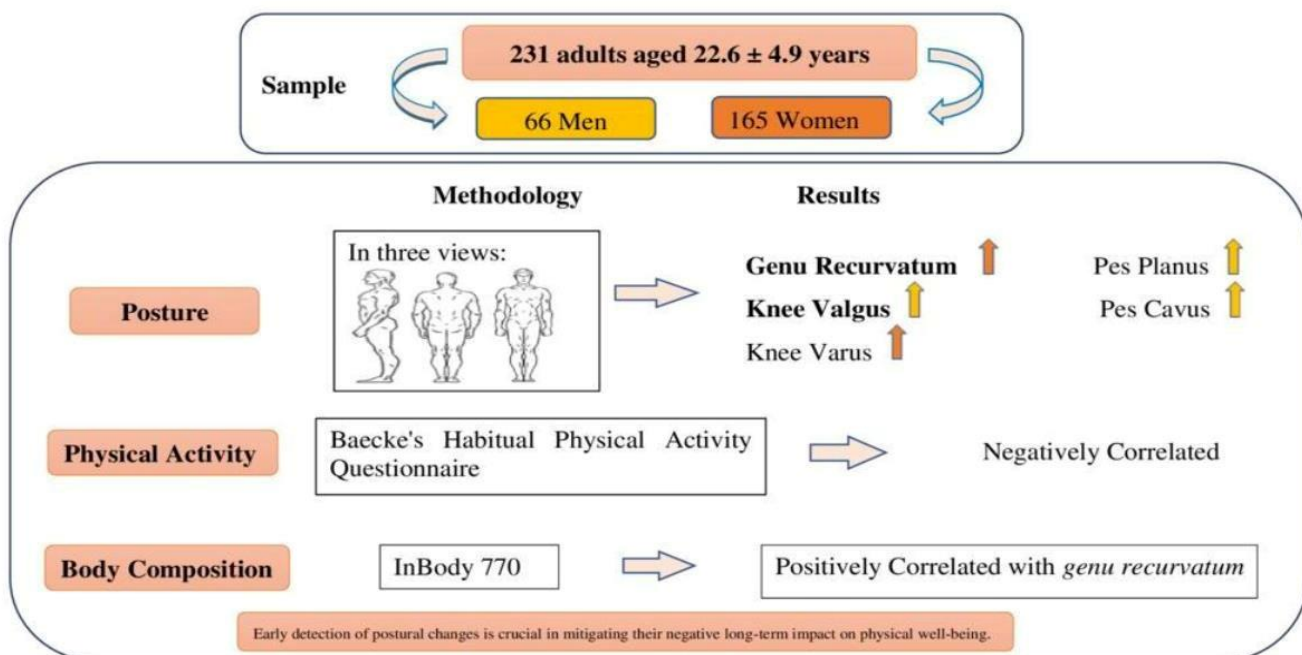 231 adults aged 22.6 ± 4.9 years
Sample
66 Men
165 Women
Methodology
Results
Posture
In three views:
Genu Recurvatum
Knee Valgus
Knee Varus
Pes Planus
Pes Cavus
Physical Activity
Baecke's Habitual Physical Activity
Questionnaire
Negatively Correlated
Body Composition
InBody 770
Positively Correlated with genu recurvatum
Early detection of postural changes is crucial in mitigating their negative long-term impact on physical well-being.